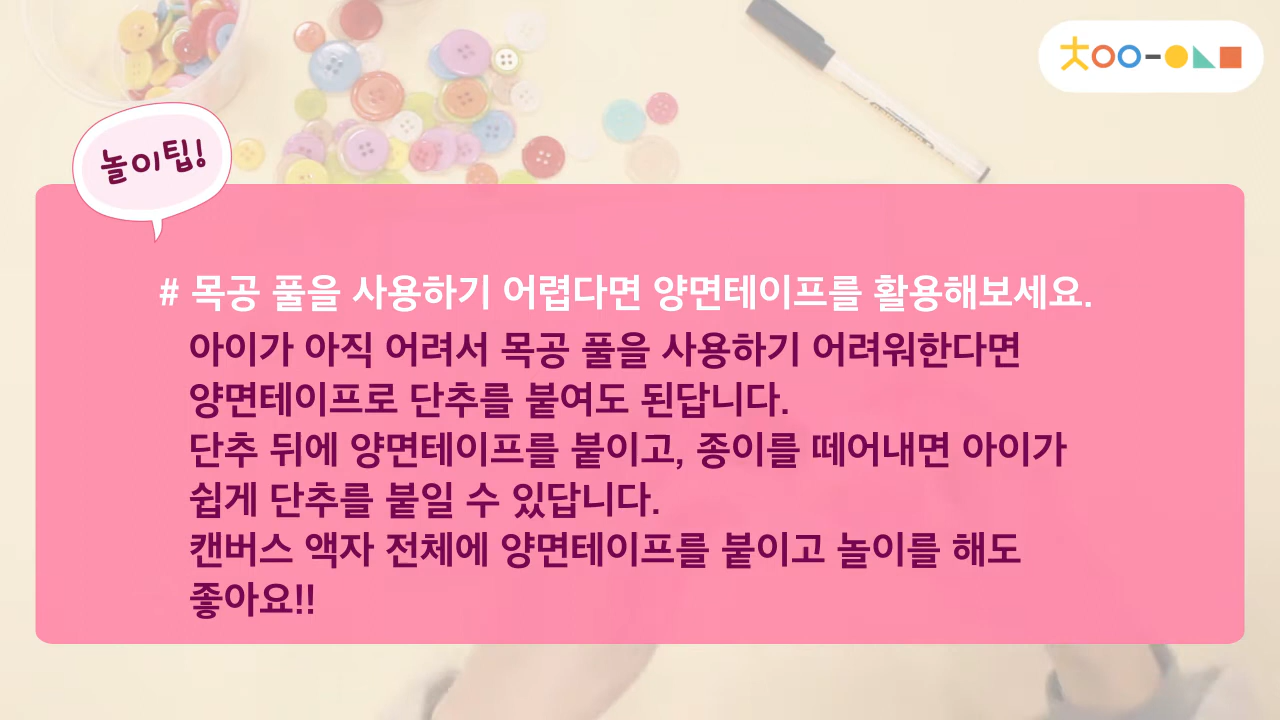 놀이팁!
# 목공 풀을 사용하기 어렵다면 양면테이프를 활용해보세요.
아이가 아직 어려서 목공 풀을 사용하기 어려워한다면
양면테이프로 단추를 붙여도 된답니다.
단추 뒤에 양면테이프를 붙이고, 종이를 떼어내면 아이가
쉽게 단추를 붙일 수 있답니다.
캔버스 액자 전체에 양면테이프를 붙이고 놀이를 해도
좋아요!!